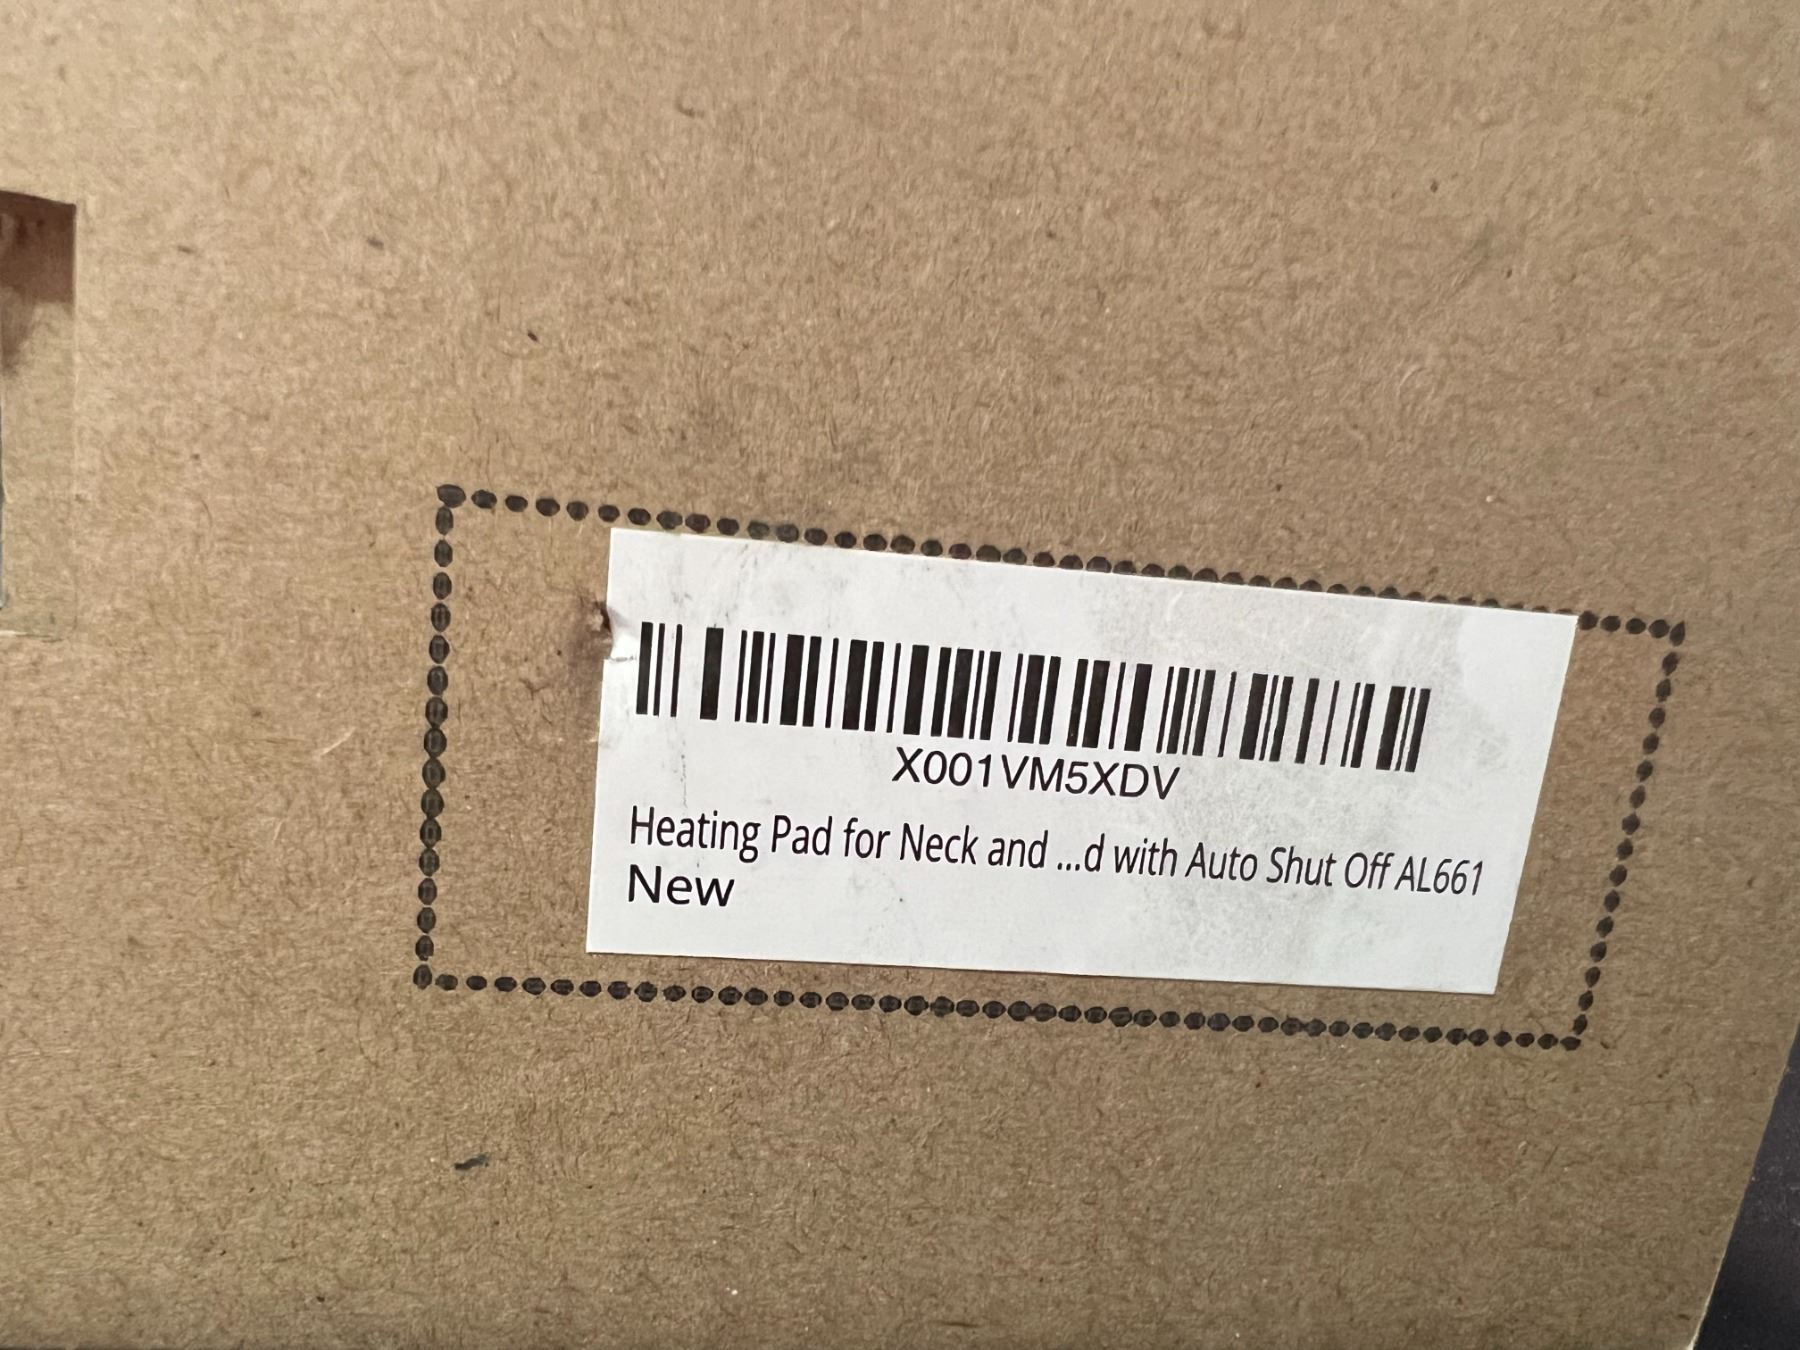 X001VM5XDV
Heating Pad for Neck and ...d with Auto Shut Off AL661
New